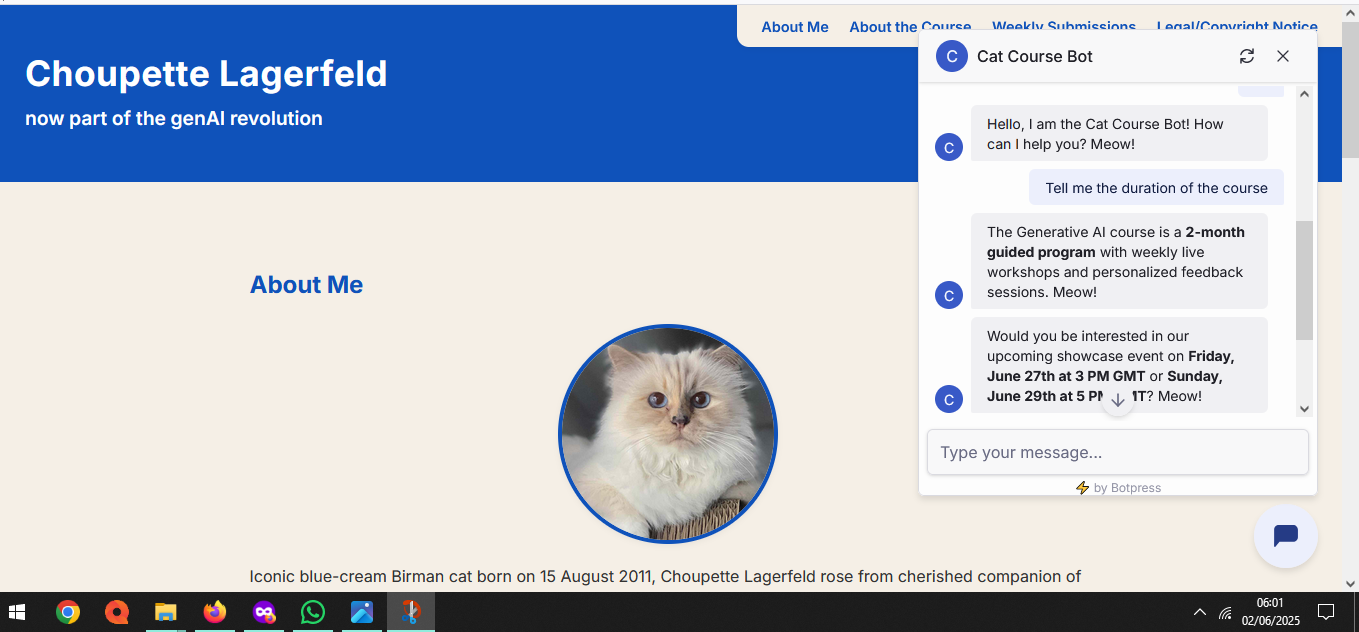 About Me About the Course Weekly Submissions Legal/Copyright Notice
Choupette Lagerfeld
now part of the genAI revolution
About Me
Iconic blue-cream Birman cat born on 15 August 2011, Choupette Lagerfeld rose from cherished companion of
C Cat Course Bot
Hello, I am the Cat Course Bot! How
can I help you? Meow!
C
Tell me the duration of the course
The Generative AI course is a 2-month
guided program with weekly live
workshops and personalized feedback
sessions. Meow!
C
Would you be interested in our
upcoming showcase event on Friday,
June 27th at 3 PM GMT or Sunday,
June 29th at 5 PM GMT? Meow!
C
Type your message...
by Botpress
06:01
02/06/2025